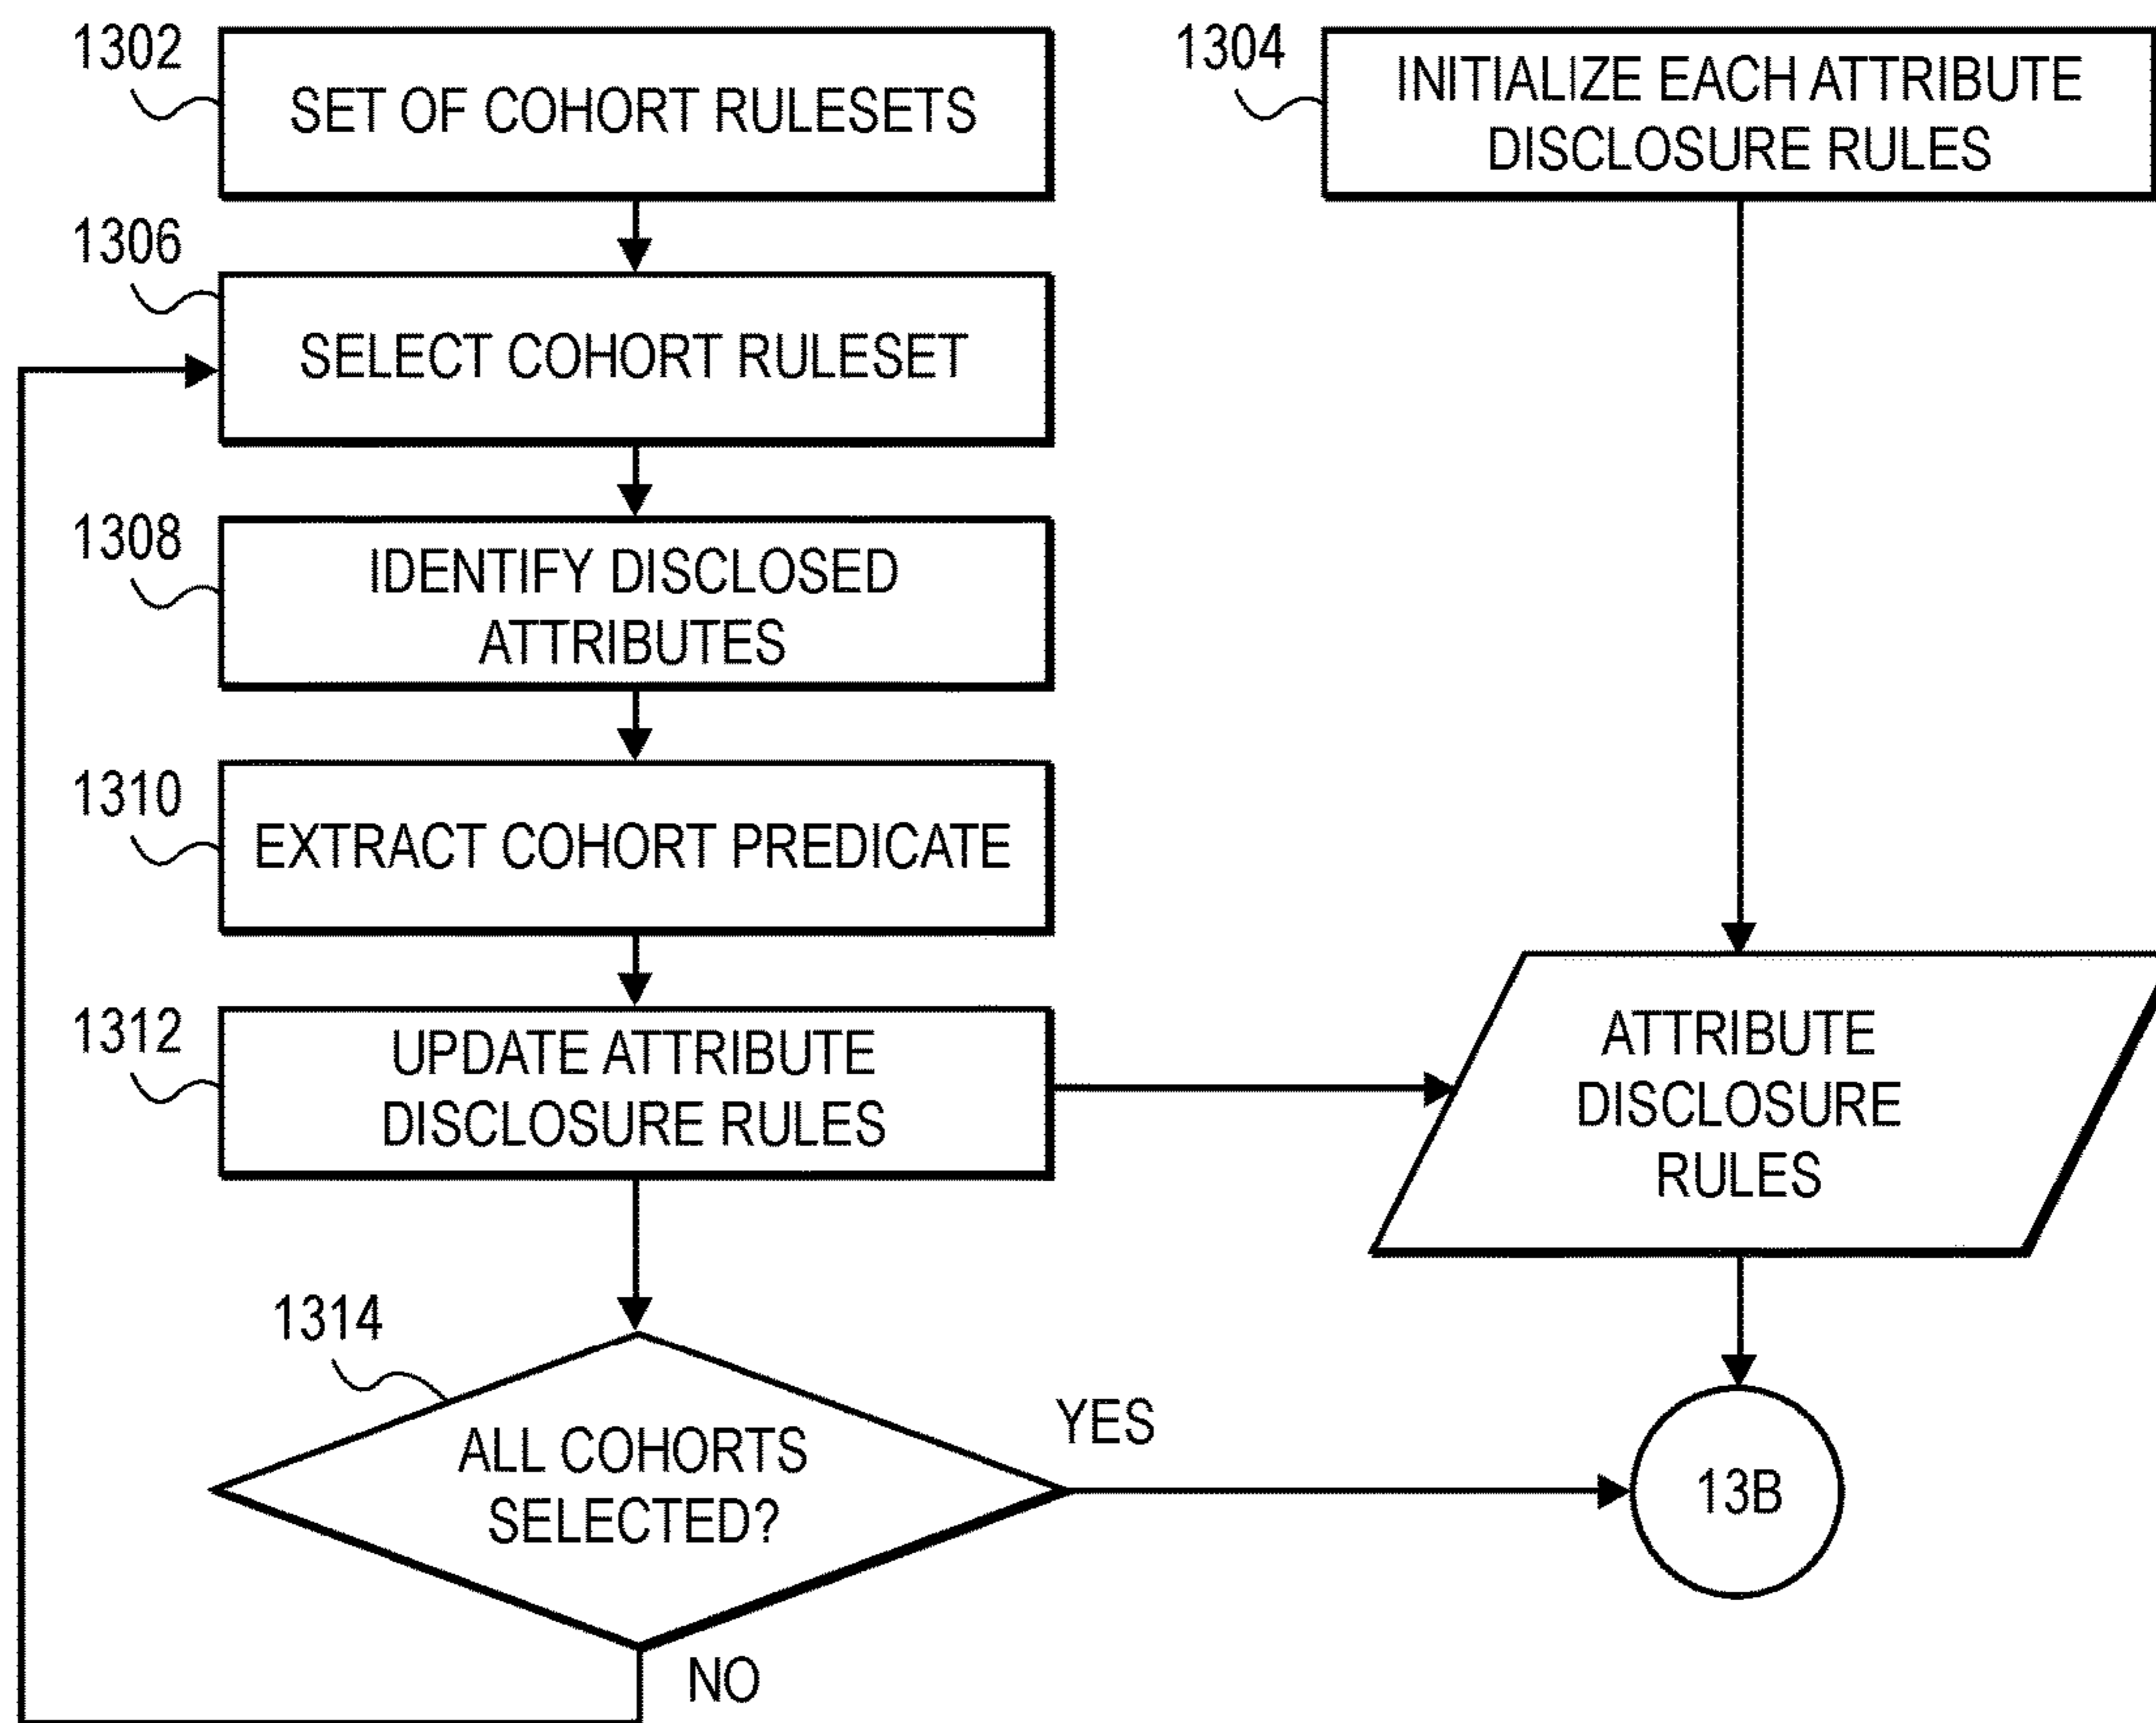 1302
SET OF COHORT RULESETS
1304
INITIALIZE EACH ATTRIBUTE
DISCLOSURE RULES
1306
SELECT COHORT RULESET
1308
IDENTIFY DISCLOSED
ATTRIBUTES
1310
EXTRACT COHORT PREDICATE
1312
UPDATE ATTRIBUTE
DISCLOSURE RULES
ATTRIBUTE
DISCLOSURE
RULES
1314
ALL COHORTS
SELECTED?
YES
NO
13B